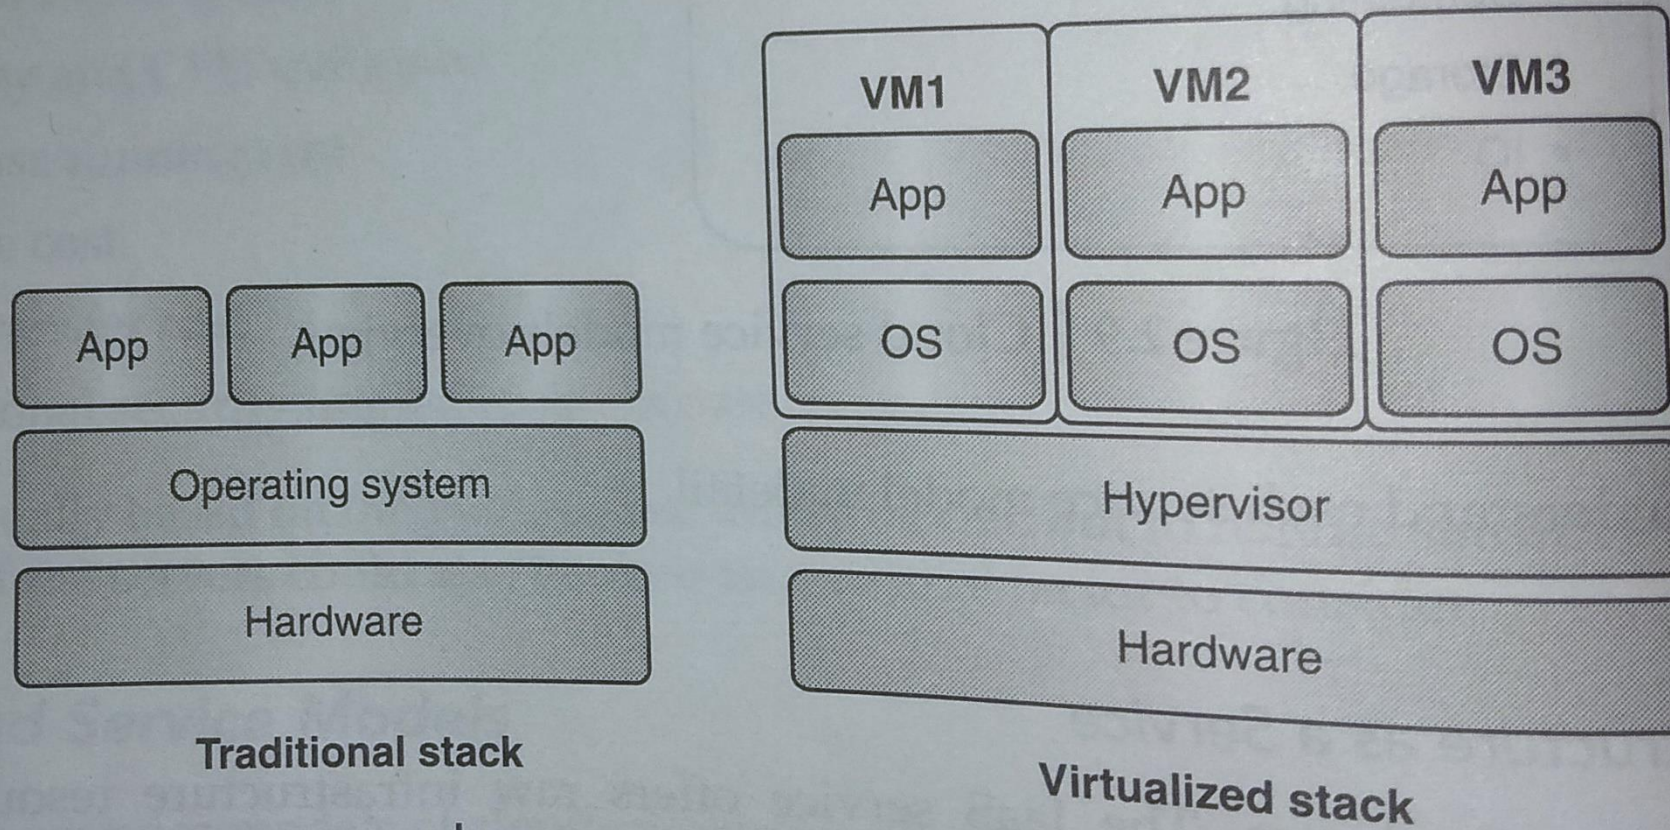 App App App
Operating system
Hardware
Traditional stack
VM1 VM2 VM3
App App App
OS OS OS
Hypervisor
Hardware
Virtualized stack